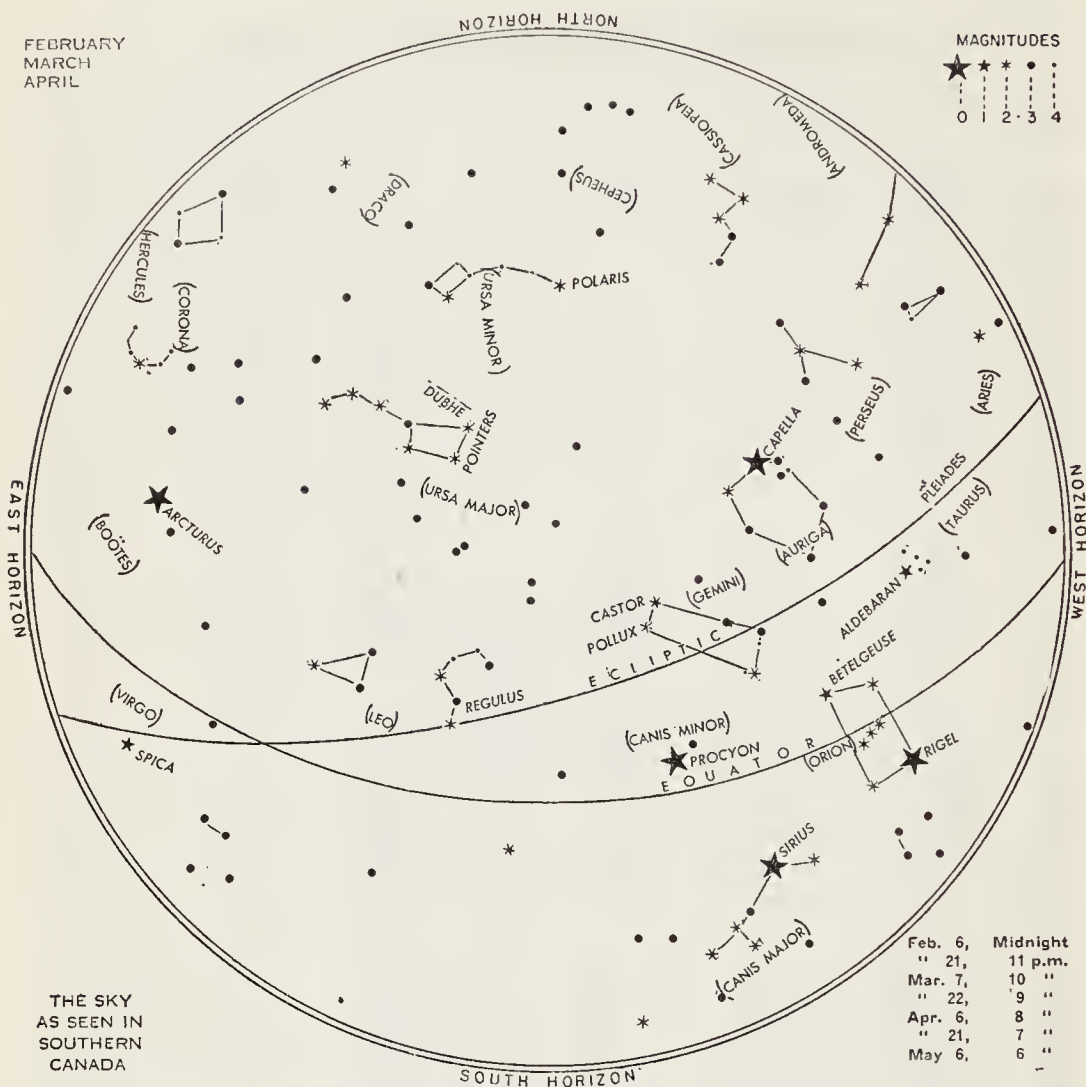 FEBRUARY
MARCH
APRIL
NORTH HORIZON
MAGNITUDES
0 1 2 3 4
(CASSIOPEIA)
(ANDROMEDA)
(CEPHEUS)
(DRACO)
(HERCULES)
(CORONA)
(URSA MINOR)
POLARIS
(ARIES)
(PERSEUS)
DUBHE
POINTERS
CAPELLA
PLEIADES
(TAURUS)
(URSA MAJOR)
(AURIGA)
ARCTURUS
(BOÖTES)
EAST HORIZON
WEST HORIZON
(GEMINI)
CASTOR
POLLUX
ALDEBARAN
ECLIPTIC
BETELGEUSE
REGULUS
(LEO)
(VIRGO)
SPICA
(CANIS MINOR)
PROCYON
EQUATOR
(ORION)
RIGEL
SIRIUS
(CANIS MAJOR)
Feb. 6, Midnight
" 21, 11 p.m.
Mar. 7, 10 "
" 22, 9 "
Apr. 6, 8 "
" 21, 7 "
May 6, 6 "
THE SKY
AS SEEN IN
SOUTHERN
CANADA
SOUTH HORIZON